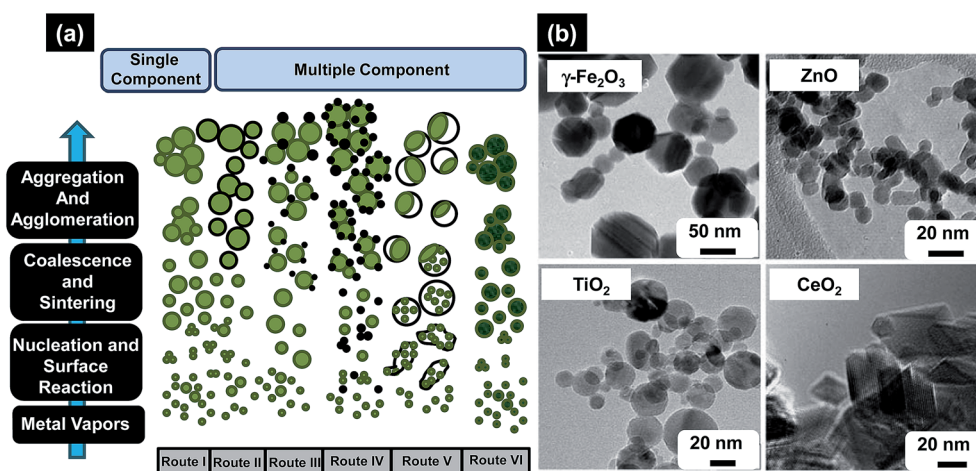 (a)
Single
Component
Multiple Component
Aggregation
And
Agglomeration
Coalescence
and
Sintering
Nucleation and
Surface
Reaction
Metal Vapors
Route I
Route II
Route III
Route IV
Route V
Route VI
(b)
γ-Fe₂O₃
50 nm
ZnO
20 nm
TiO₂
20 nm
CeO₂
20 nm